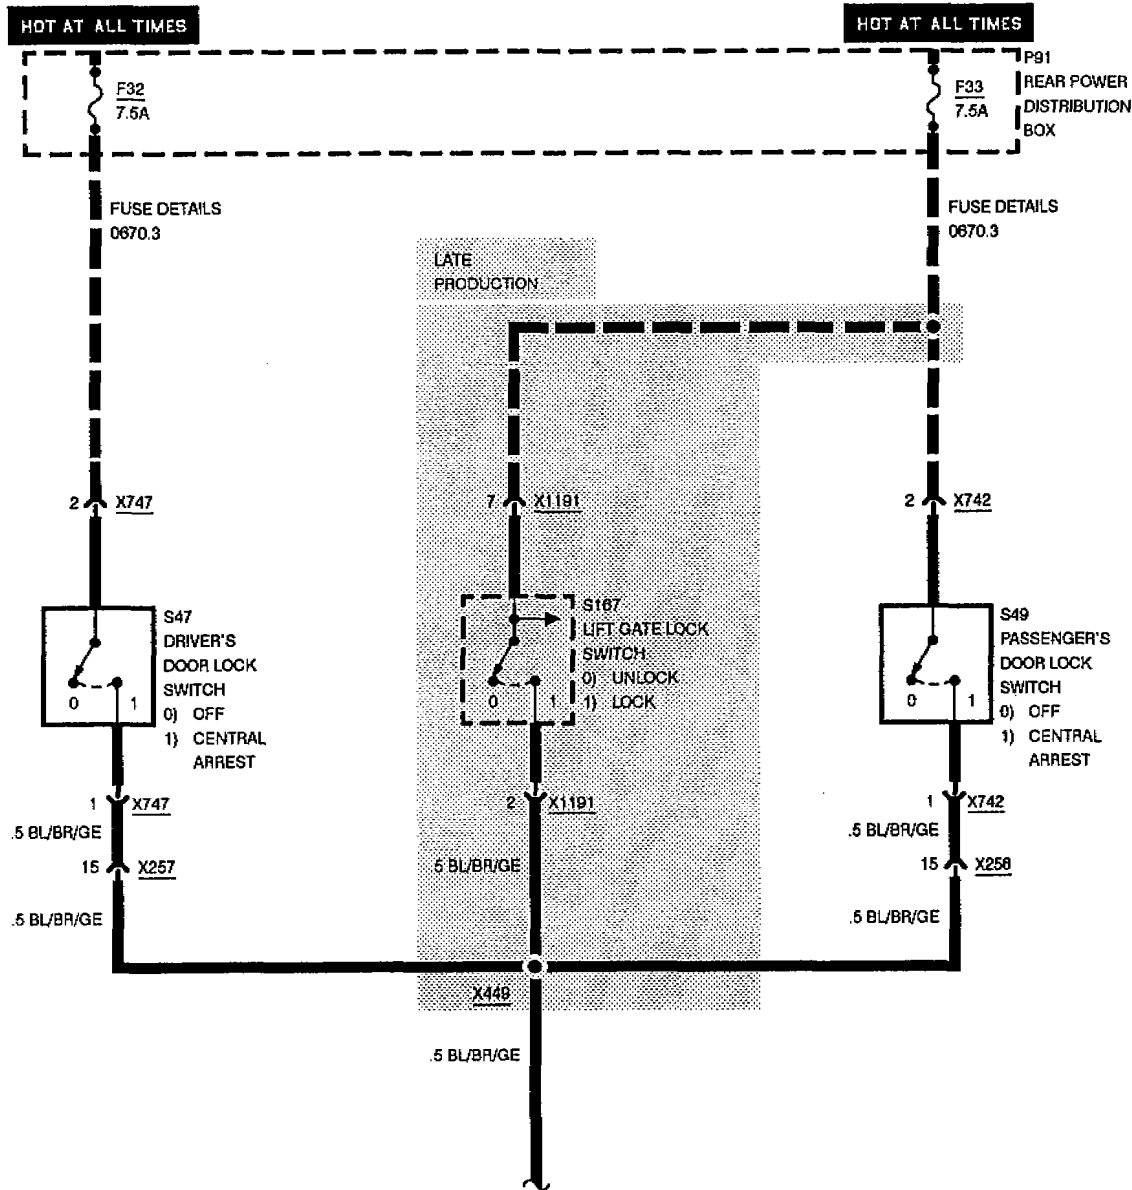 HOT AT ALL TIMES
HOT AT ALL TIMES
F32
7.5A
F33
7.5A
P91
REAR POWER
DISTRIBUTION
BOX
FUSE DETAILS
0670.3
FUSE DETAILS
0670.3
LATE
PRODUCTION
2 X747
7 X1191
2 X742
S47
DRIVER'S
DOOR LOCK
SWITCH
0) OFF
1) CENTRAL
ARREST
0 1
S167
LIFT GATE LOCK
SWITCH
0) UNLOCK
1) LOCK
0 1
S49
PASSENGER'S
DOOR LOCK
SWITCH
0) OFF
1) CENTRAL
ARREST
0 1
1 X747
2 X1191
1 X742
.5 BL/BR/GE
.5 BL/BR/GE
.5 BL/BR/GE
15 X257
15 X256
.5 BL/BR/GE
.5 BL/BR/GE
X449
.5 BL/BR/GE